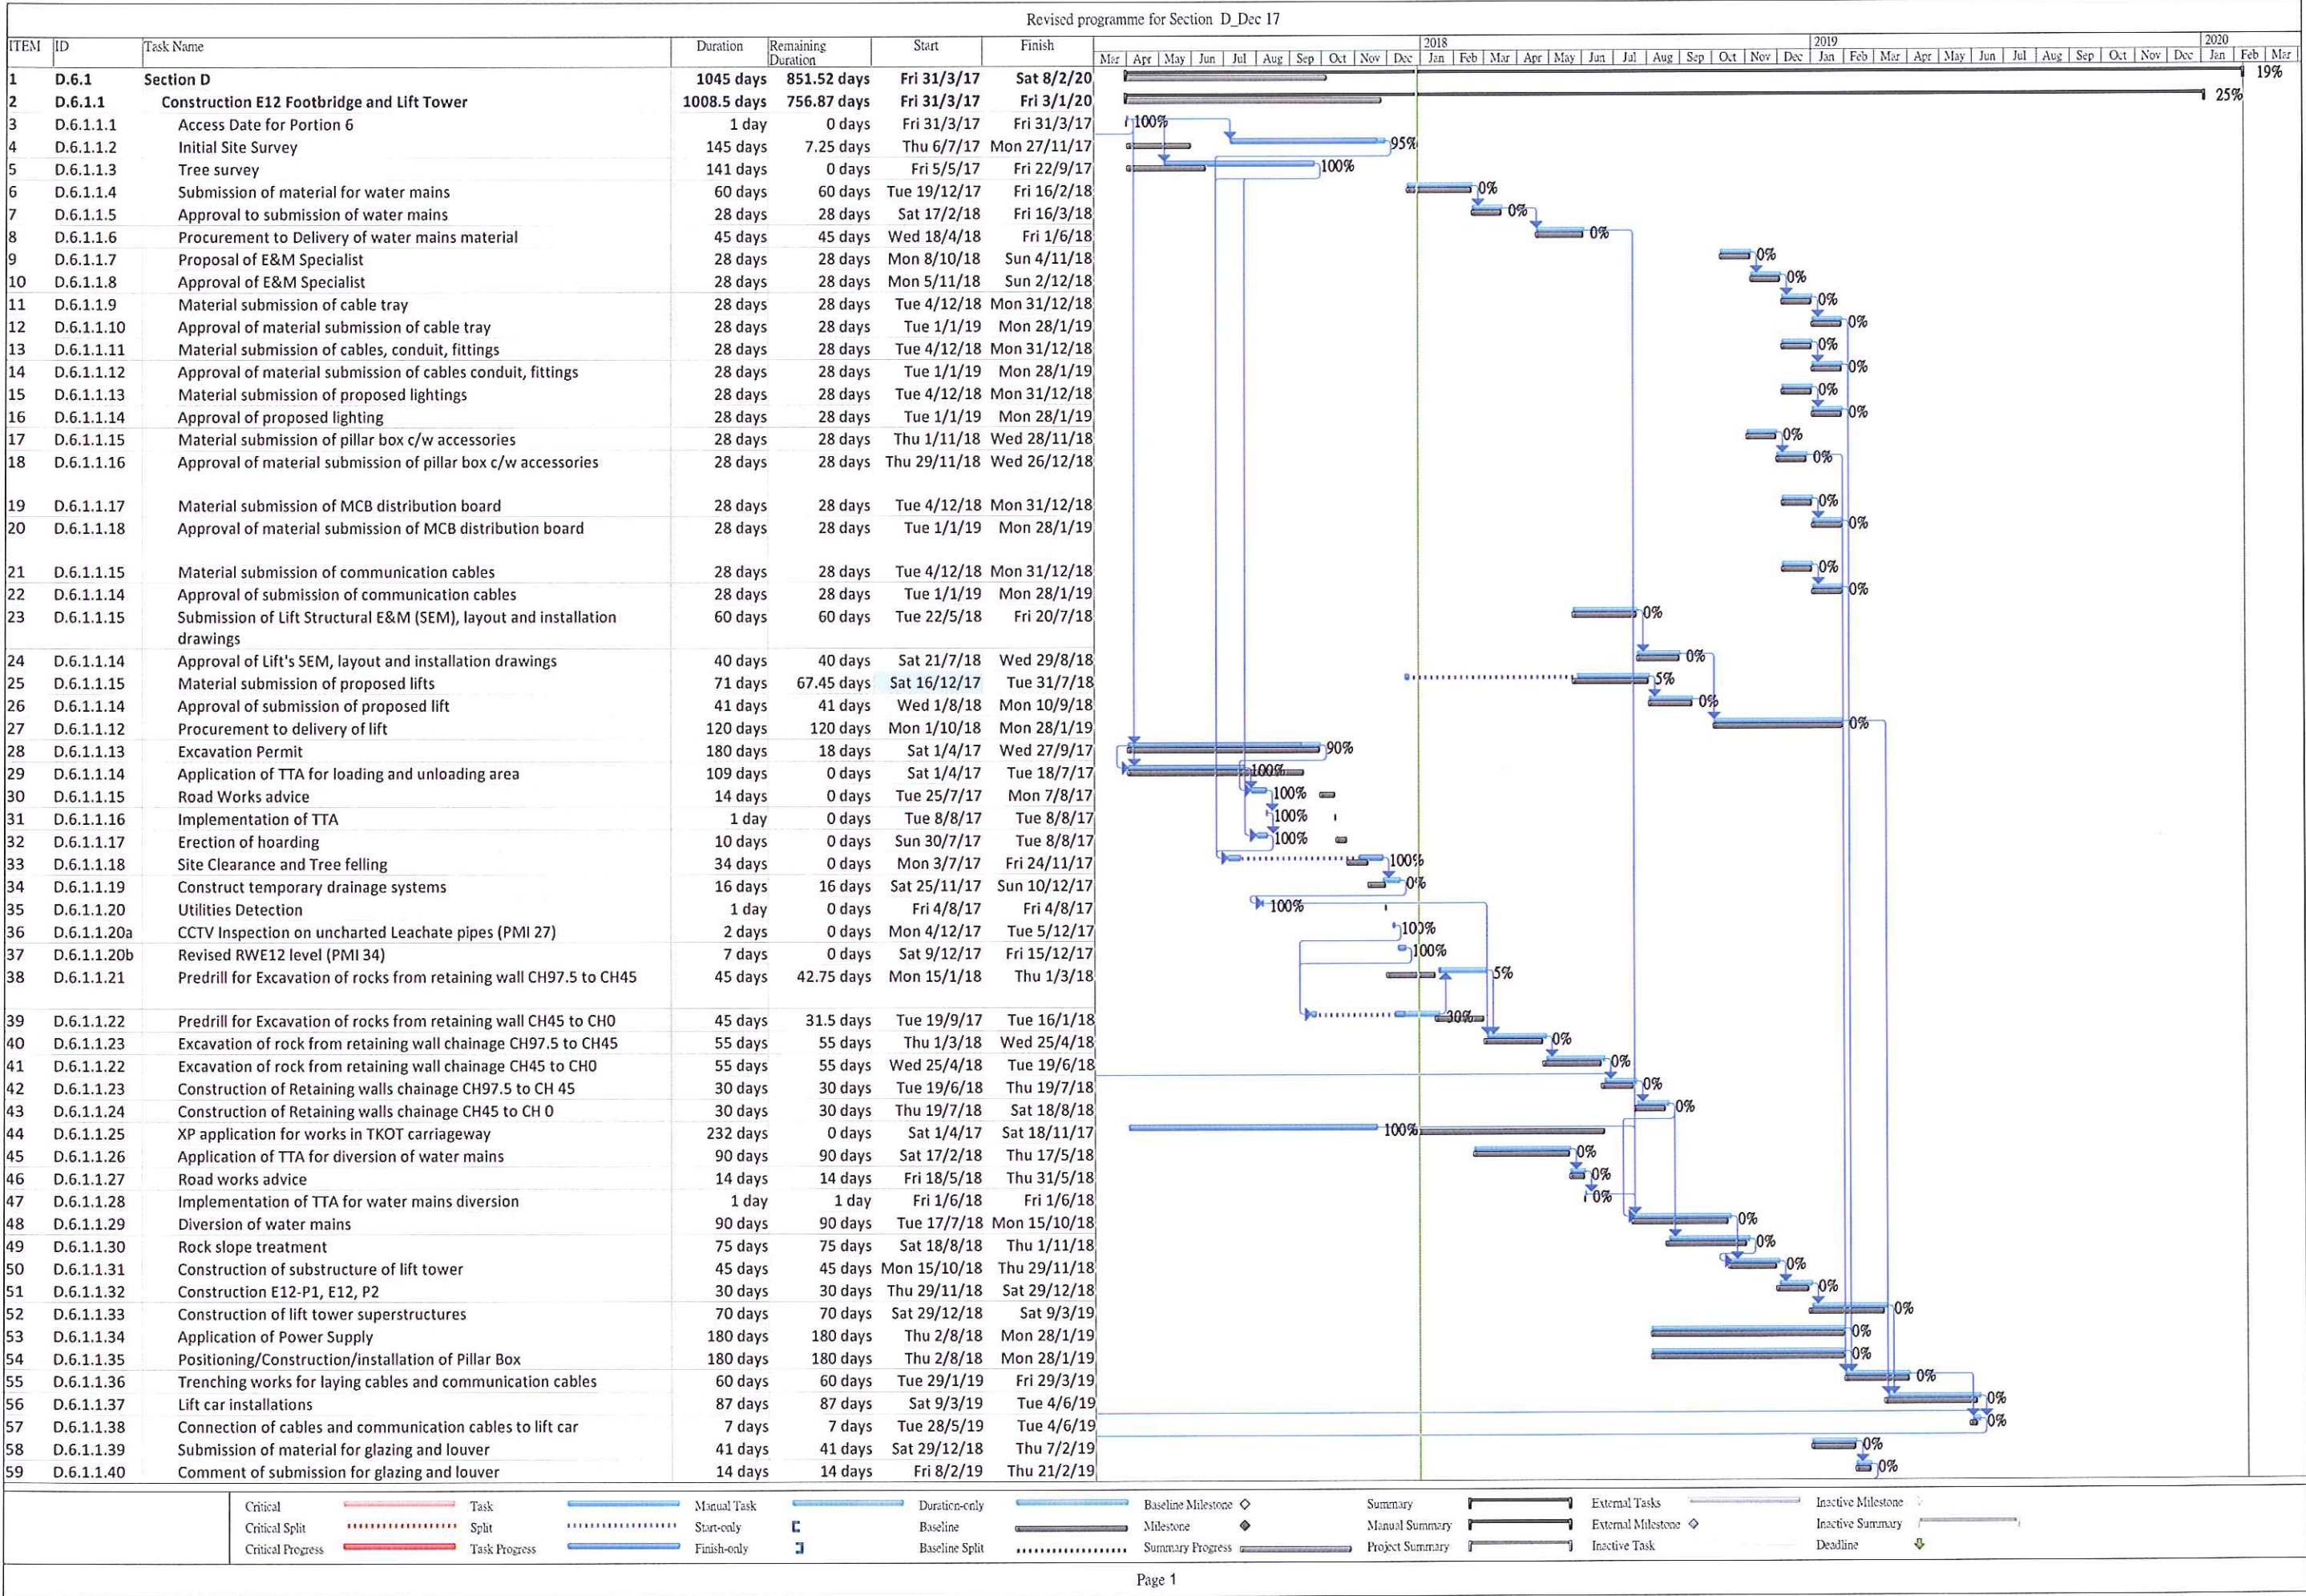 Revised programme for Section D_Dec 17
ITEM ID Task Name Duration Remaining Duration Start Finish
2018 2019 2020
Mar Apr May Jun Jul Aug Sep Oct Nov Dec Jan Feb Mar Apr May Jun Jul Aug Sep Oct Nov Dec Jan Feb Mar Apr May Jun Jul Aug Sep Oct Nov Dec Jan Feb Mar
1 D.6.1 Section D 1045 days 851.52 days Fri 31/3/17 Sat 8/2/20 19%
2 D.6.1.1 Construction E12 Footbridge and Lift Tower 1008.5 days 756.87 days Fri 31/3/17 Fri 3/1/20 25%
3 D.6.1.1.1 Access Date for Portion 6 1 day 0 days Fri 31/3/17 Fri 31/3/17 100%
4 D.6.1.1.2 Initial Site Survey 145 days 7.25 days Thu 6/7/17 Mon 27/11/17 95%
5 D.6.1.1.3 Tree survey 141 days 0 days Fri 5/5/17 Fri 22/9/17 100%
6 D.6.1.1.4 Submission of material for water mains 60 days 60 days Tue 19/12/17 Fri 16/2/18 0%
7 D.6.1.1.5 Approval to submission of water mains 28 days 28 days Sat 17/2/18 Fri 16/3/18 0%
8 D.6.1.1.6 Procurement to Delivery of water mains material 45 days 45 days Wed 18/4/18 Fri 1/6/18 0%
9 D.6.1.1.7 Proposal of E&M Specialist 28 days 28 days Mon 8/10/18 Sun 4/11/18 0%
10 D.6.1.1.8 Approval of E&M Specialist 28 days 28 days Mon 5/11/18 Sun 2/12/18 0%
11 D.6.1.1.9 Material submission of cable tray 28 days 28 days Tue 4/12/18 Mon 31/12/18 0%
12 D.6.1.1.10 Approval of material submission of cable tray 28 days 28 days Tue 1/1/19 Mon 28/1/19 0%
13 D.6.1.1.11 Material submission of cables, conduit, fittings 28 days 28 days Tue 4/12/18 Mon 31/12/18 0%
14 D.6.1.1.12 Approval of material submission of cables conduit, fittings 28 days 28 days Tue 1/1/19 Mon 28/1/19 0%
15 D.6.1.1.13 Material submission of proposed lightings 28 days 28 days Tue 4/12/18 Mon 31/12/18 0%
16 D.6.1.1.14 Approval of proposed lighting 28 days 28 days Tue 1/1/19 Mon 28/1/19 0%
17 D.6.1.1.15 Material submission of pillar box c/w accessories 28 days 28 days Thu 1/11/18 Wed 28/11/18 0%
18 D.6.1.1.16 Approval of material submission of pillar box c/w accessories 28 days 28 days Thu 29/11/18 Wed 26/12/18 0%
19 D.6.1.1.17 Material submission of MCB distribution board 28 days 28 days Tue 4/12/18 Mon 31/12/18 0%
20 D.6.1.1.18 Approval of material submission of MCB distribution board 28 days 28 days Tue 1/1/19 Mon 28/1/19 0%
21 D.6.1.1.15 Material submission of communication cables 28 days 28 days Tue 4/12/18 Mon 31/12/18 0%
22 D.6.1.1.14 Approval of submission of communication cables 28 days 28 days Tue 1/1/19 Mon 28/1/19 0%
23 D.6.1.1.15 Submission of Lift Structural E&M (SEM), layout and installation drawings 60 days 60 days Tue 22/5/18 Fri 20/7/18 0%
24 D.6.1.1.14 Approval of Lift's SEM, layout and installation drawings 40 days 40 days Sat 21/7/18 Wed 29/8/18 0%
25 D.6.1.1.15 Material submission of proposed lifts 71 days 67.45 days Sat 16/12/17 Tue 31/7/18 5%
26 D.6.1.1.14 Approval of submission of proposed lift 41 days 41 days Wed 1/8/18 Mon 10/9/18 0%
27 D.6.1.1.12 Procurement to delivery of lift 120 days 120 days Mon 1/10/18 Mon 28/1/19 0%
28 D.6.1.1.13 Excavation Permit 180 days 18 days Sat 1/4/17 Wed 27/9/17 90%
29 D.6.1.1.14 Application of TTA for loading and unloading area 109 days 0 days Sat 1/4/17 Tue 18/7/17 100%
30 D.6.1.1.15 Road Works advice 14 days 0 days Tue 25/7/17 Mon 7/8/17 100%
31 D.6.1.1.16 Implementation of TTA 1 day 0 days Tue 8/8/17 Tue 8/8/17 100%
32 D.6.1.1.17 Erection of hoarding 10 days 0 days Sun 30/7/17 Tue 8/8/17 100%
33 D.6.1.1.18 Site Clearance and Tree felling 34 days 0 days Mon 3/7/17 Fri 24/11/17 100%
34 D.6.1.1.19 Construct temporary drainage systems 16 days 16 days Sat 25/11/17 Sun 10/12/17 0%
35 D.6.1.1.20 Utilities Detection 1 day 0 days Fri 4/8/17 Fri 4/8/17 100%
36 D.6.1.1.20a CCTV Inspection on uncharted Leachate pipes (PMI 27) 2 days 0 days Mon 4/12/17 Tue 5/12/17 100%
37 D.6.1.1.20b Revised RWE12 level (PMI 34) 7 days 0 days Sat 9/12/17 Fri 15/12/17 100%
38 D.6.1.1.21 Predrill for Excavation of rocks from retaining wall CH97.5 to CH45 45 days 42.75 days Mon 15/1/18 Thu 1/3/18 5%
39 D.6.1.1.22 Predrill for Excavation of rocks from retaining wall CH45 to CH0 45 days 31.5 days Tue 19/9/17 Tue 16/1/18 30%
40 D.6.1.1.23 Excavation of rock from retaining wall chainage CH97.5 to CH45 55 days 55 days Thu 1/3/18 Wed 25/4/18 0%
41 D.6.1.1.22 Excavation of rock from retaining wall chainage CH45 to CH0 55 days 55 days Wed 25/4/18 Tue 19/6/18 0%
42 D.6.1.1.23 Construction of Retaining walls chainage CH97.5 to CH 45 30 days 30 days Tue 19/6/18 Thu 19/7/18 0%
43 D.6.1.1.24 Construction of Retaining walls chainage CH45 to CH 0 30 days 30 days Thu 19/7/18 Sat 18/8/18 0%
44 D.6.1.1.25 XP application for works in TKOT carriageway 232 days 0 days Sat 1/4/17 Sat 18/11/17 100%
45 D.6.1.1.26 Application of TTA for diversion of water mains 90 days 90 days Sat 17/2/18 Thu 17/5/18 0%
46 D.6.1.1.27 Road works advice 14 days 14 days Fri 18/5/18 Thu 31/5/18 0%
47 D.6.1.1.28 Implementation of TTA for water mains diversion 1 day 1 day Fri 1/6/18 Fri 1/6/18 0%
48 D.6.1.1.29 Diversion of water mains 90 days 90 days Tue 17/7/18 Mon 15/10/18 0%
49 D.6.1.1.30 Rock slope treatment 75 days 75 days Sat 18/8/18 Thu 1/11/18 0%
50 D.6.1.1.31 Construction of substructure of lift tower 45 days 45 days Mon 15/10/18 Thu 29/11/18 0%
51 D.6.1.1.32 Construction E12-P1, E12, P2 30 days 30 days Thu 29/11/18 Sat 29/12/18 0%
52 D.6.1.1.33 Construction of lift tower superstructures 70 days 70 days Sat 29/12/18 Sat 9/3/19 0%
53 D.6.1.1.34 Application of Power Supply 180 days 180 days Thu 2/8/18 Mon 28/1/19 0%
54 D.6.1.1.35 Positioning/Construction/installation of Pillar Box 180 days 180 days Thu 2/8/18 Mon 28/1/19 0%
55 D.6.1.1.36 Trenching works for laying cables and communication cables 60 days 60 days Tue 29/1/19 Fri 29/3/19 0%
56 D.6.1.1.37 Lift car installations 87 days 87 days Sat 9/3/19 Tue 4/6/19 0%
57 D.6.1.1.38 Connection of cables and communication cables to lift car 7 days 7 days Tue 28/5/19 Tue 4/6/19 0%
58 D.6.1.1.39 Submission of material for glazing and louver 41 days 41 days Sat 29/12/18 Thu 7/2/19 0%
59 D.6.1.1.40 Comment of submission for glazing and louver 14 days 14 days Fri 8/2/19 Thu 21/2/19 0%
Critical Task Manual Task Duration-only Baseline Milestone Summary External Tasks Inactive Milestone
Critical Split Split Start-only Baseline Milestone Manual Summary External Milestone Inactive Summary
Critical Progress Task Progress Finish-only Baseline Split Summary Progress Project Summary Inactive Task Deadline
Page 1